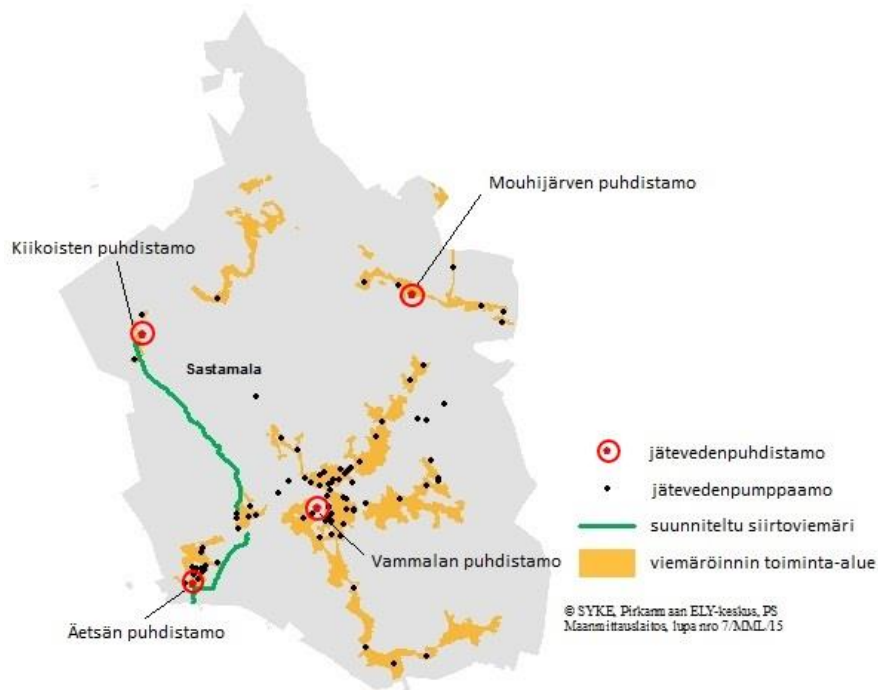 Mouhijärven puhdistamo
Kiikoisten puhdistamo
Sastamala
Vammalan puhdistamo
Äetsän puhdistamo
jätevedenpuhdistamo
jätevedenpumppaamo
suunniteltu siirtoviemäri
viemäröinnin toiminta-alue
© SYKE, Pirkanmaan ELY-keskus, PS
Maanmittauslaitos, lupa nro 7/MML/15